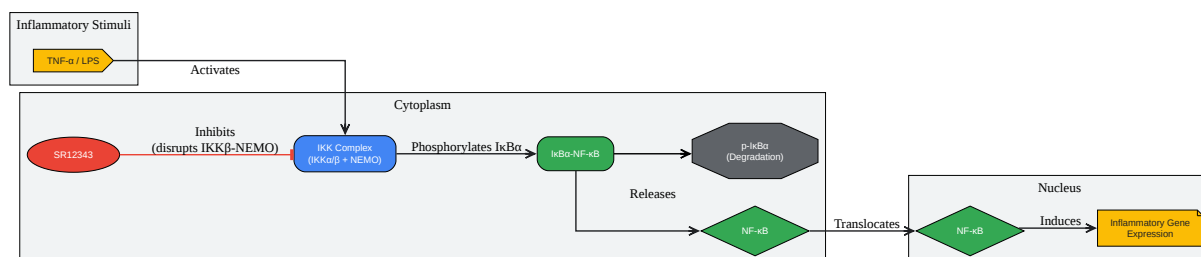 Inflammatory Stimuli
TNF-α / LPS
Activates
Cytoplasm
SR12343
Inhibits
(disrupts IKKβ-NEMO)
IKK Complex
(IKKα/β + NEMO)
Phosphorylates IκBα
IκBα-NF-κB
p-IκBα
(Degradation)
Releases
NF-κB
Translocates
Nucleus
NF-κB
Induces
Inflammatory Gene
Expression